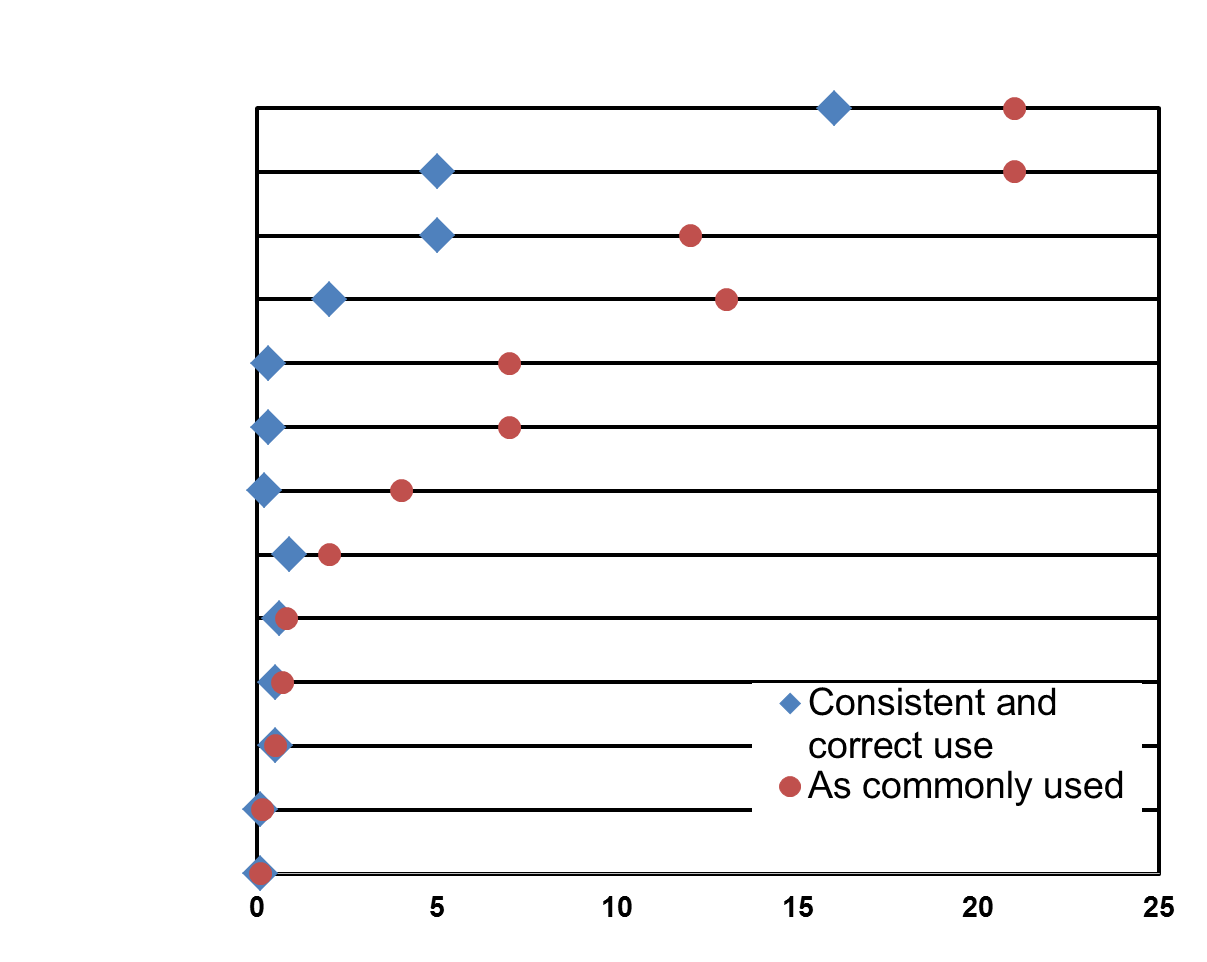 Consistent and
correct use
As commonly used
0 5 10 15 20 25